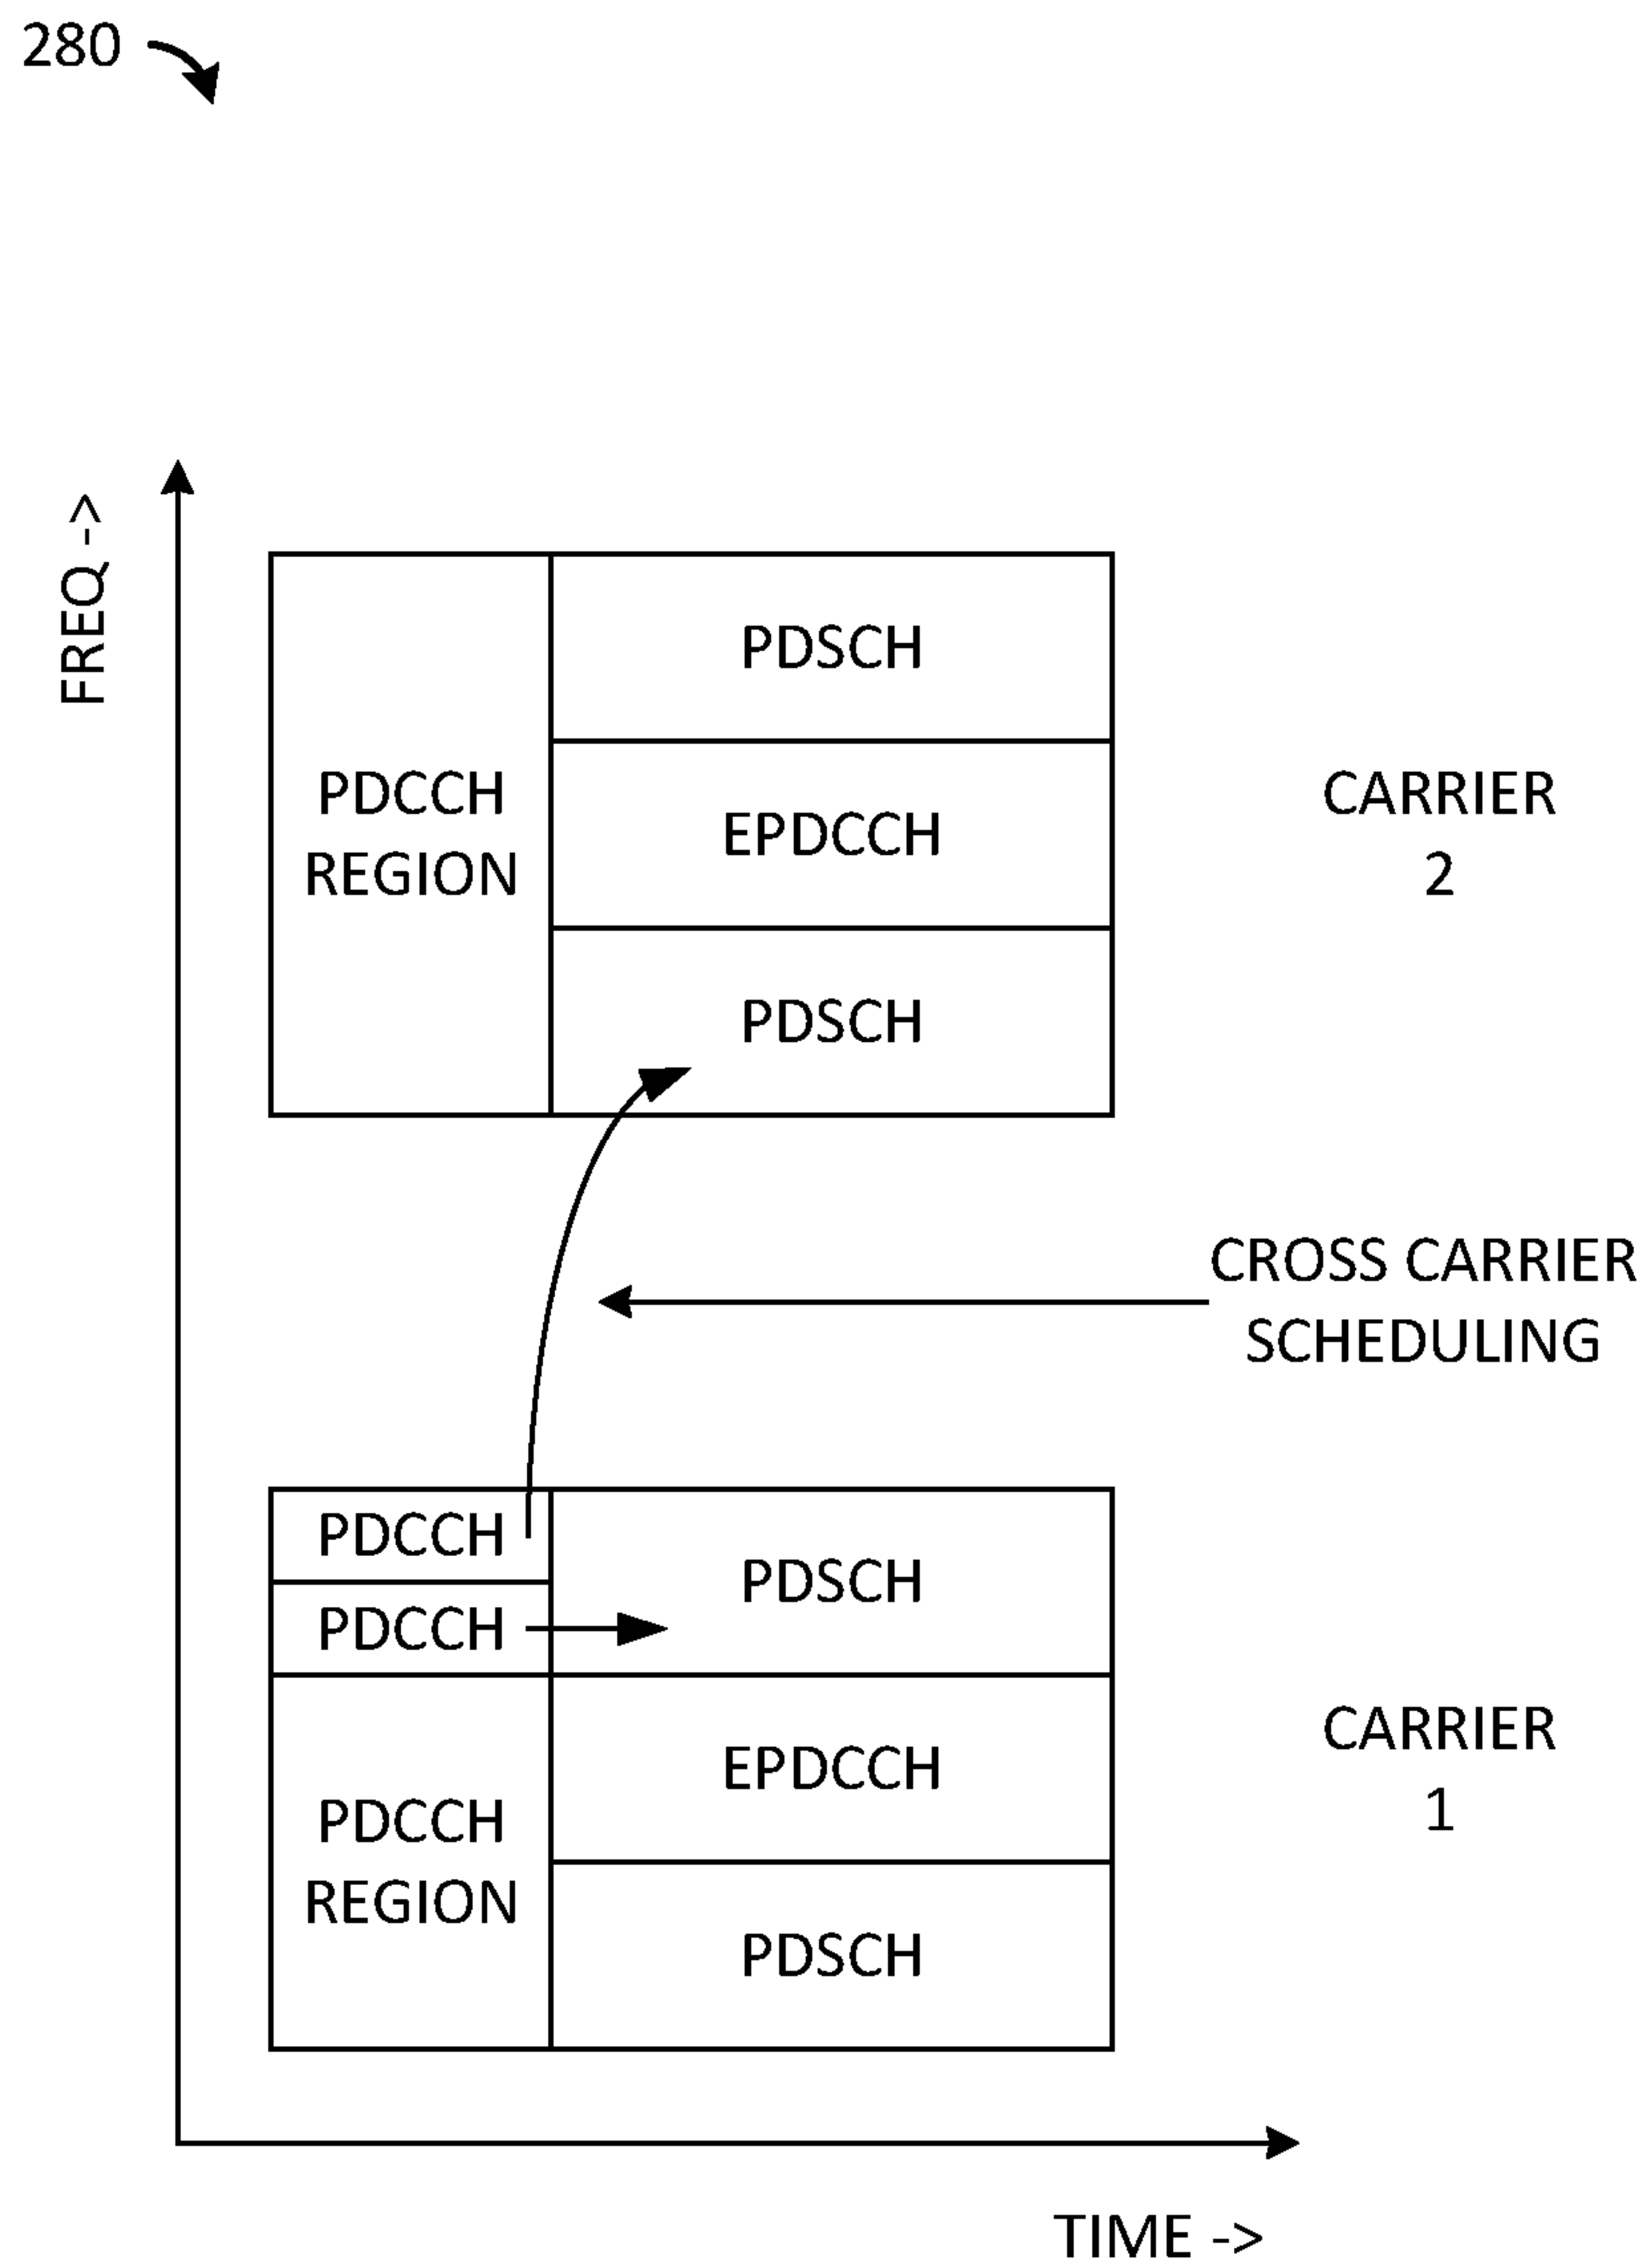 280
FREQ ->
PDCCH
REGION
PDSCH
EPDCCH
PDSCH
CARRIER
2
CROSS CARRIER
SCHEDULING
PDCCH
PDCCH
PDCCH
REGION
PDSCH
EPDCCH
PDSCH
CARRIER
1
TIME ->